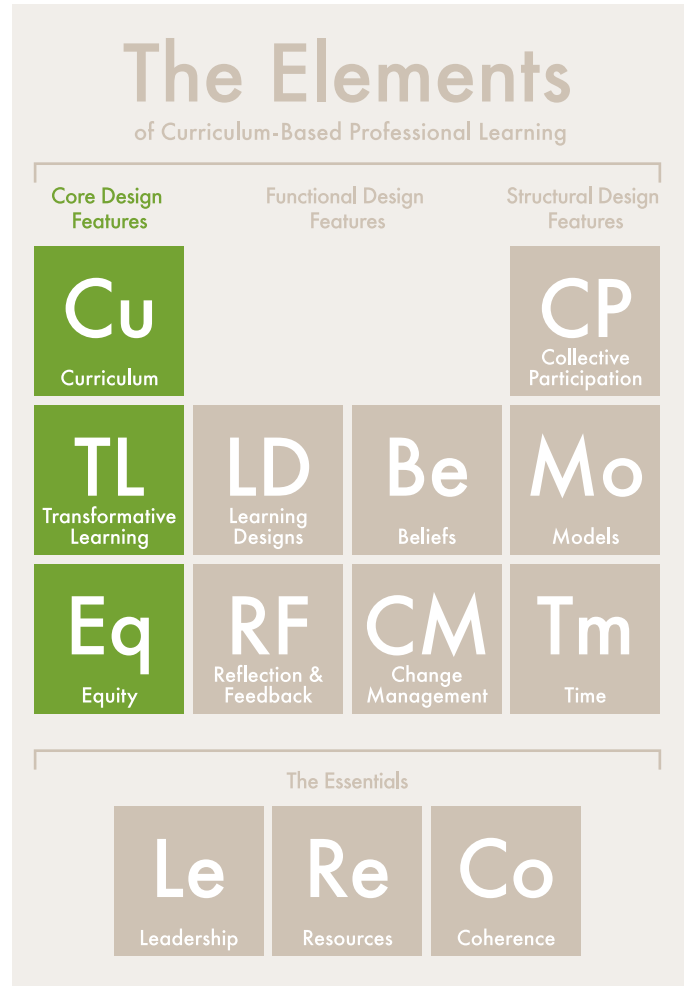 The Elements
of Curriculum-Based Professional Learning
Core Design
Features
Functional Design
Features
Structural Design
Features
Cu
Curriculum
CP
Collective
Participation
TL
Transformative
Learning
LD
Learning
Designs
Be
Beliefs
Mo
Models
Eq
Equity
RF
Reflection &
Feedback
CM
Change
Management
Tm
Time
The Essentials
Le
Leadership
Re
Resources
Co
Coherence